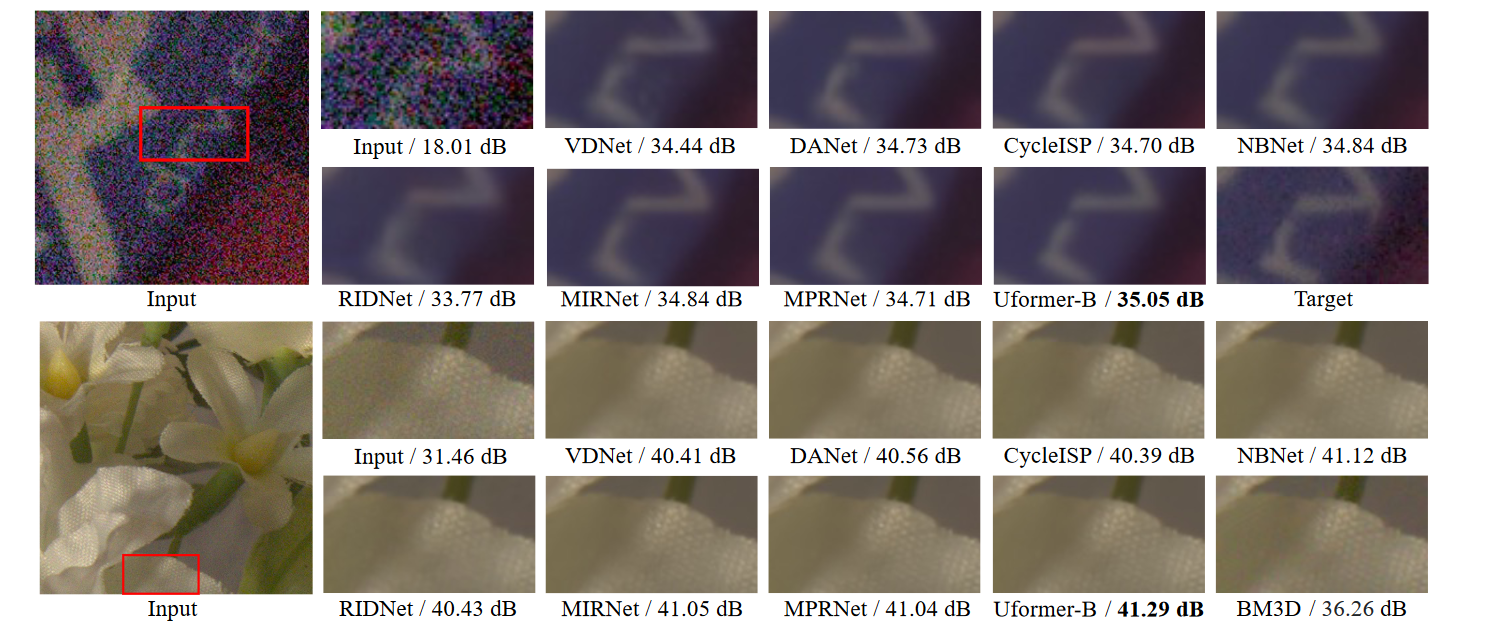 Input / 18.01 dB
VDNet / 34.44 dB
DANet / 34.73 dB
CycleISP / 34.70 dB
NBNet / 34.84 dB
Input
RIDNet / 33.77 dB
MIRNet / 34.84 dB
MPRNet / 34.71 dB
Uformer-B / 35.05 dB
Target
Input / 31.46 dB
VDNet / 40.41 dB
DANet / 40.56 dB
CycleISP / 40.39 dB
NBNet / 41.12 dB
Input
RIDNet / 40.43 dB
MIRNet / 41.05 dB
MPRNet / 41.04 dB
Uformer-B / 41.29 dB
BM3D / 36.26 dB